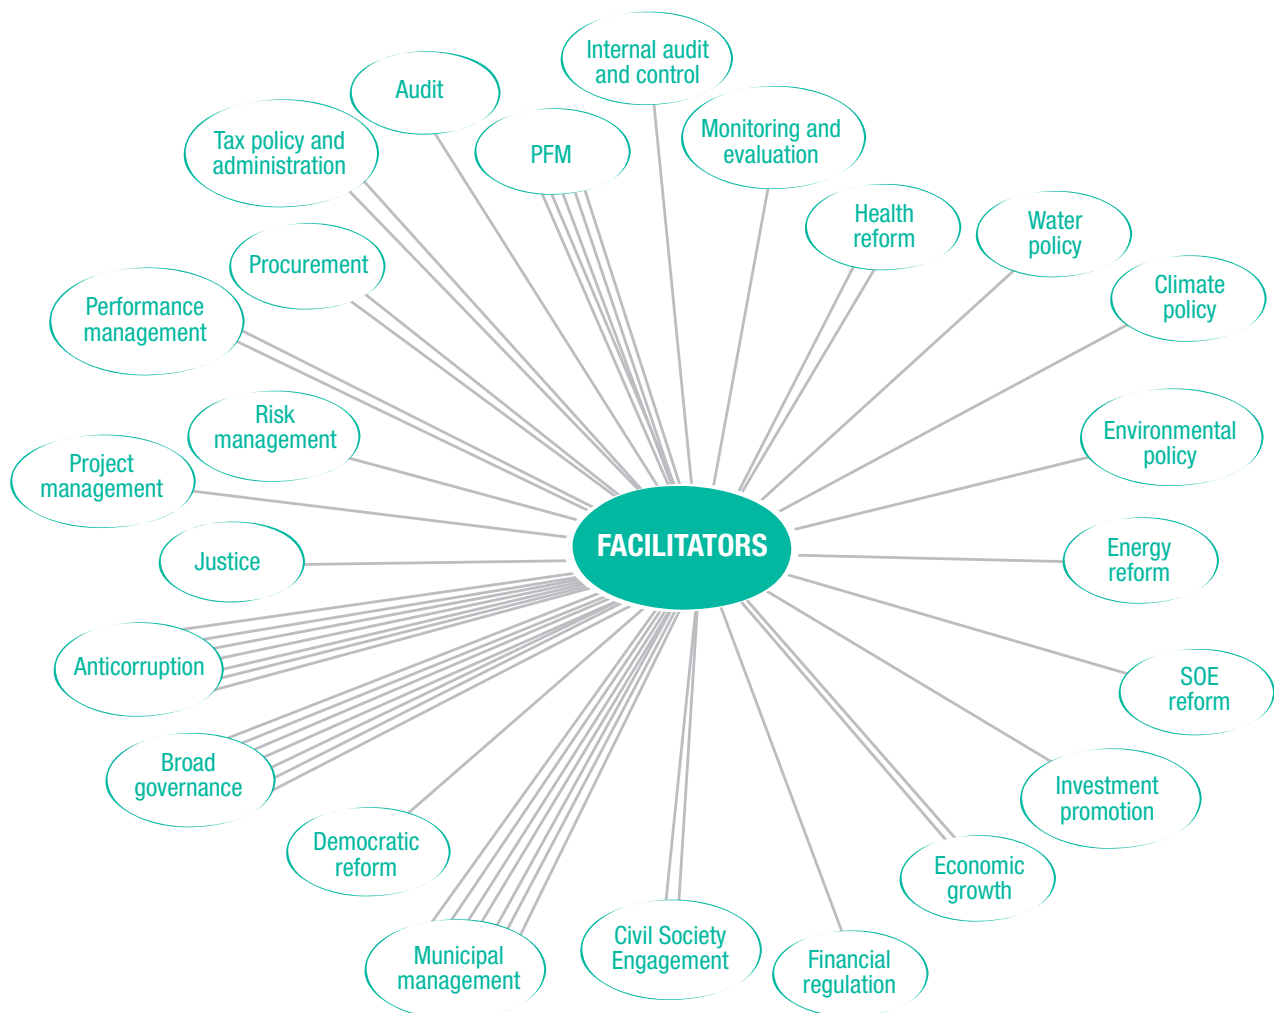 Internal audit
and control
Audit
PFM
Monitoring and
evaluation
Tax policy and
administration
Health
reform
Water
policy
Procurement
Climate
policy
Performance
management
Risk
management
Environmental
policy
Project
management
FACILITATORS
Justice
Energy
reform
Anticorruption
SOE
reform
Broad
governance
Investment
promotion
Democratic
reform
Economic
growth
Municipal
management
Civil Society
Engagement
Financial
regulation